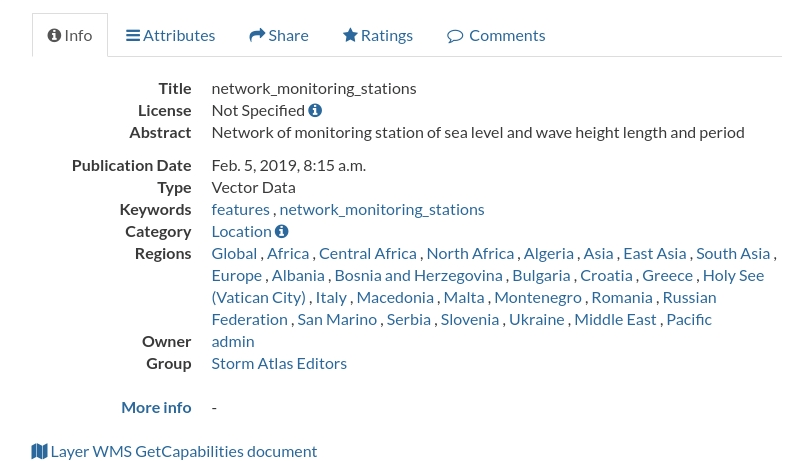 Info Attributes Share Ratings Comments
Title network_monitoring_stations
License Not Specified
Abstract Network of monitoring station of sea level and wave height length and period
Publication Date Feb. 5, 2019, 8:15 a.m.
Type Vector Data
Keywords features , network_monitoring_stations
Category Location
Regions Global , Africa , Central Africa , North Africa , Algeria , Asia , East Asia , South Asia ,
Europe , Albania , Bosnia and Herzegovina , Bulgaria , Croatia , Greece , Holy See
(Vatican City) , Italy , Macedonia , Malta , Montenegro , Romania , Russian
Federation , San Marino , Serbia , Slovenia , Ukraine , Middle East , Pacific
Owner admin
Group Storm Atlas Editors
More info -
Layer WMS GetCapabilities document